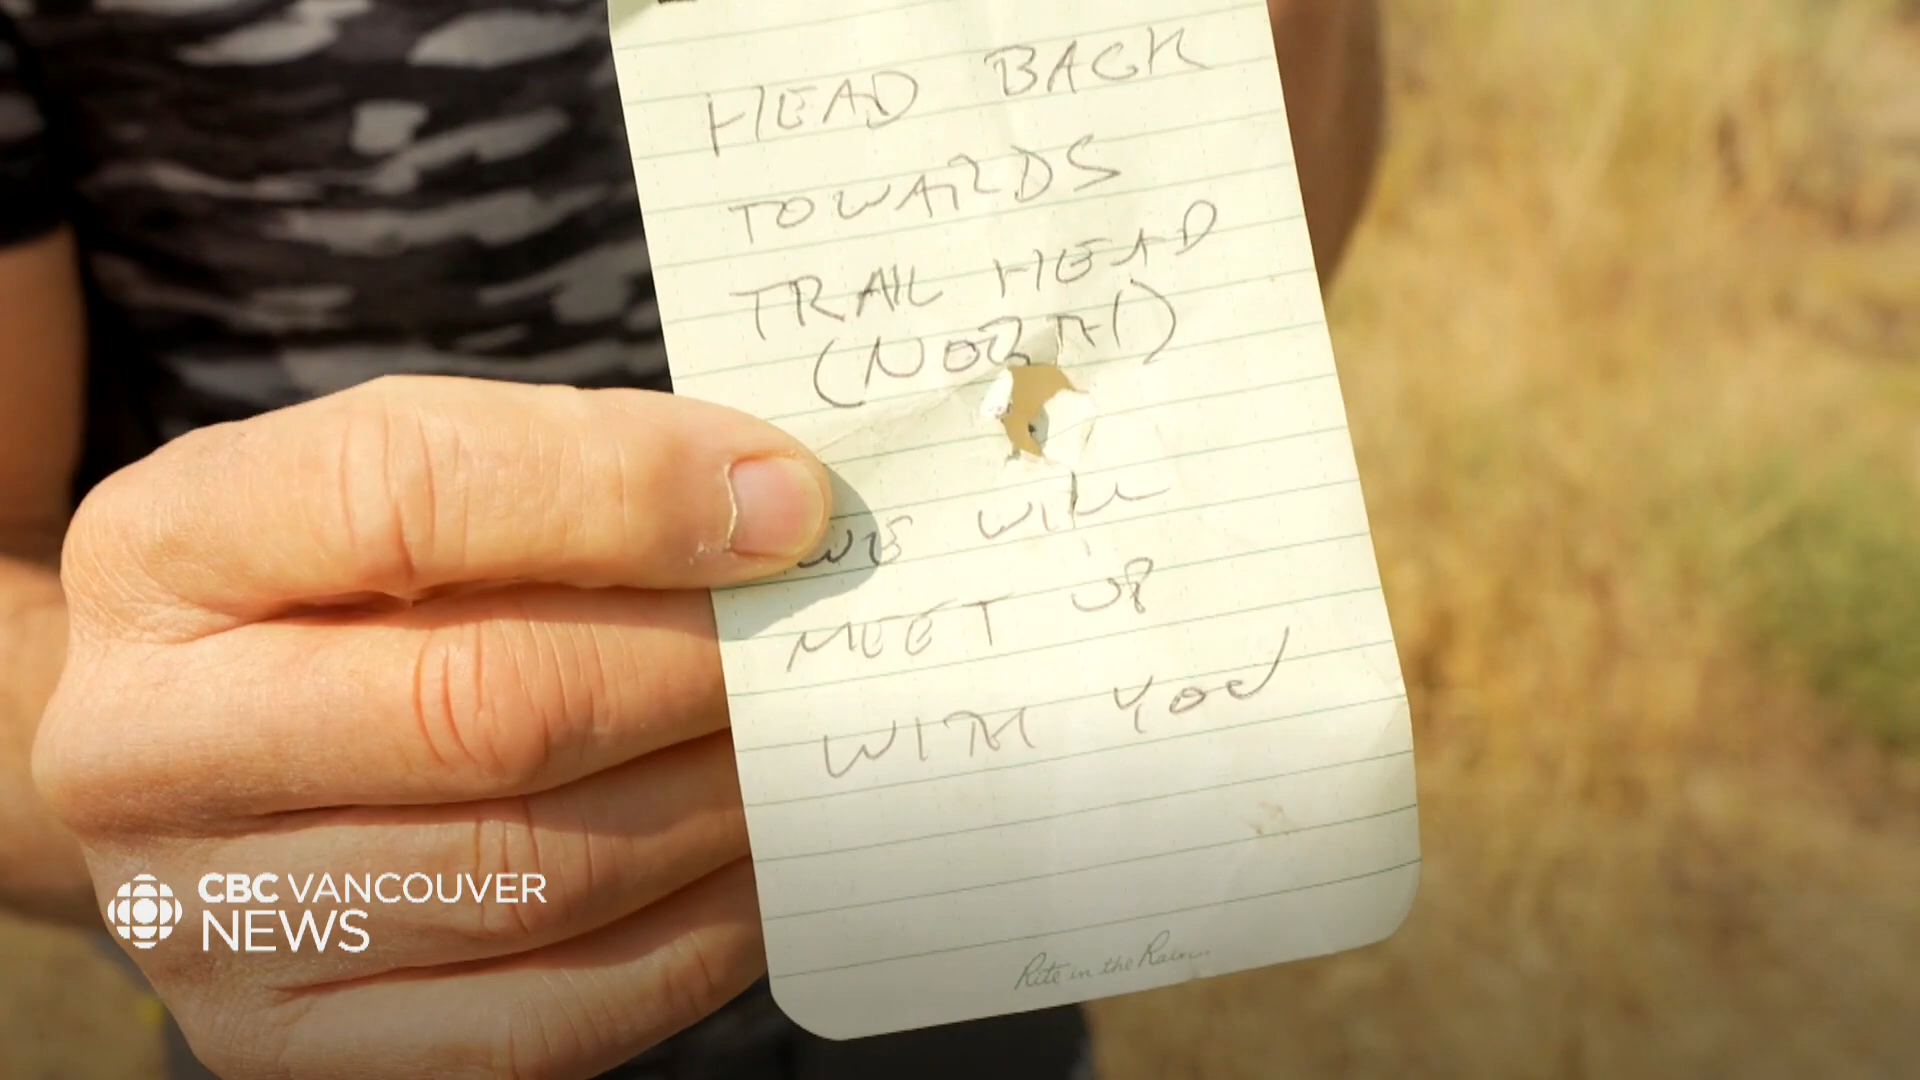 HEAD BACK
TOWARDS
TRAIL HEAD
(NORTH)
WE WILL
MEET UP
WITH YOU
Rite in the Rain.
CBC VANCOUVER
NEWS